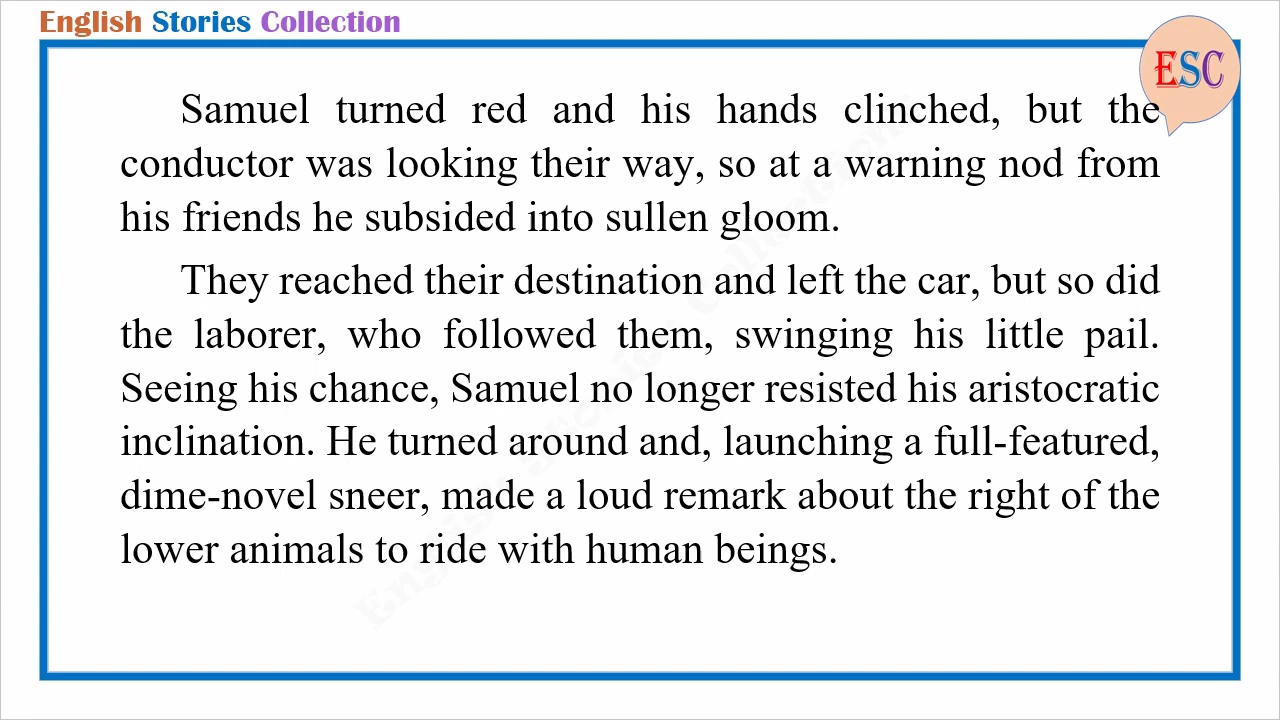 English Stories Collection
ESC
Samuel turned red and his hands clinched, but the
conductor was looking their way, so at a warning nod from
his friends he subsided into sullen gloom.
They reached their destination and left the car, but so did
the laborer, who followed them, swinging his little pail.
Seeing his chance, Samuel no longer resisted his aristocratic
inclination. He turned around and, launching a full-featured,
dime-novel sneer, made a loud remark about the right of the
lower animals to ride with human beings.
English Stories Collection